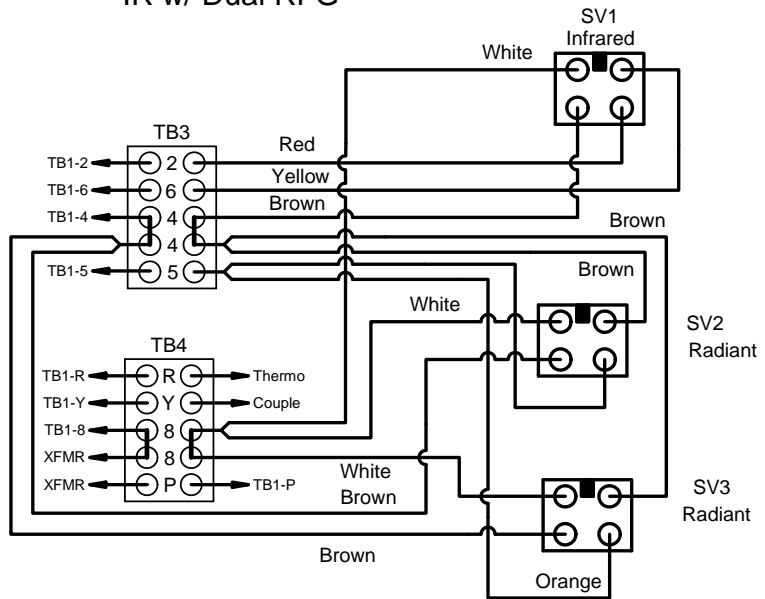 IR w/ Dual RPG
SV1
Infrared
White
TB3
Red
TB1-2
2
Yellow
TB1-6
6
Brown
TB1-4
4
Brown
4
Brown
TB1-5
5
White
SV2
Radiant
TB4
TB1-R
R
Thermo
TB1-Y
Y
Couple
TB1-8
8
XFMR
8
White
XFMR
P
TB1-P
Brown
SV3
Radiant
Brown
Orange